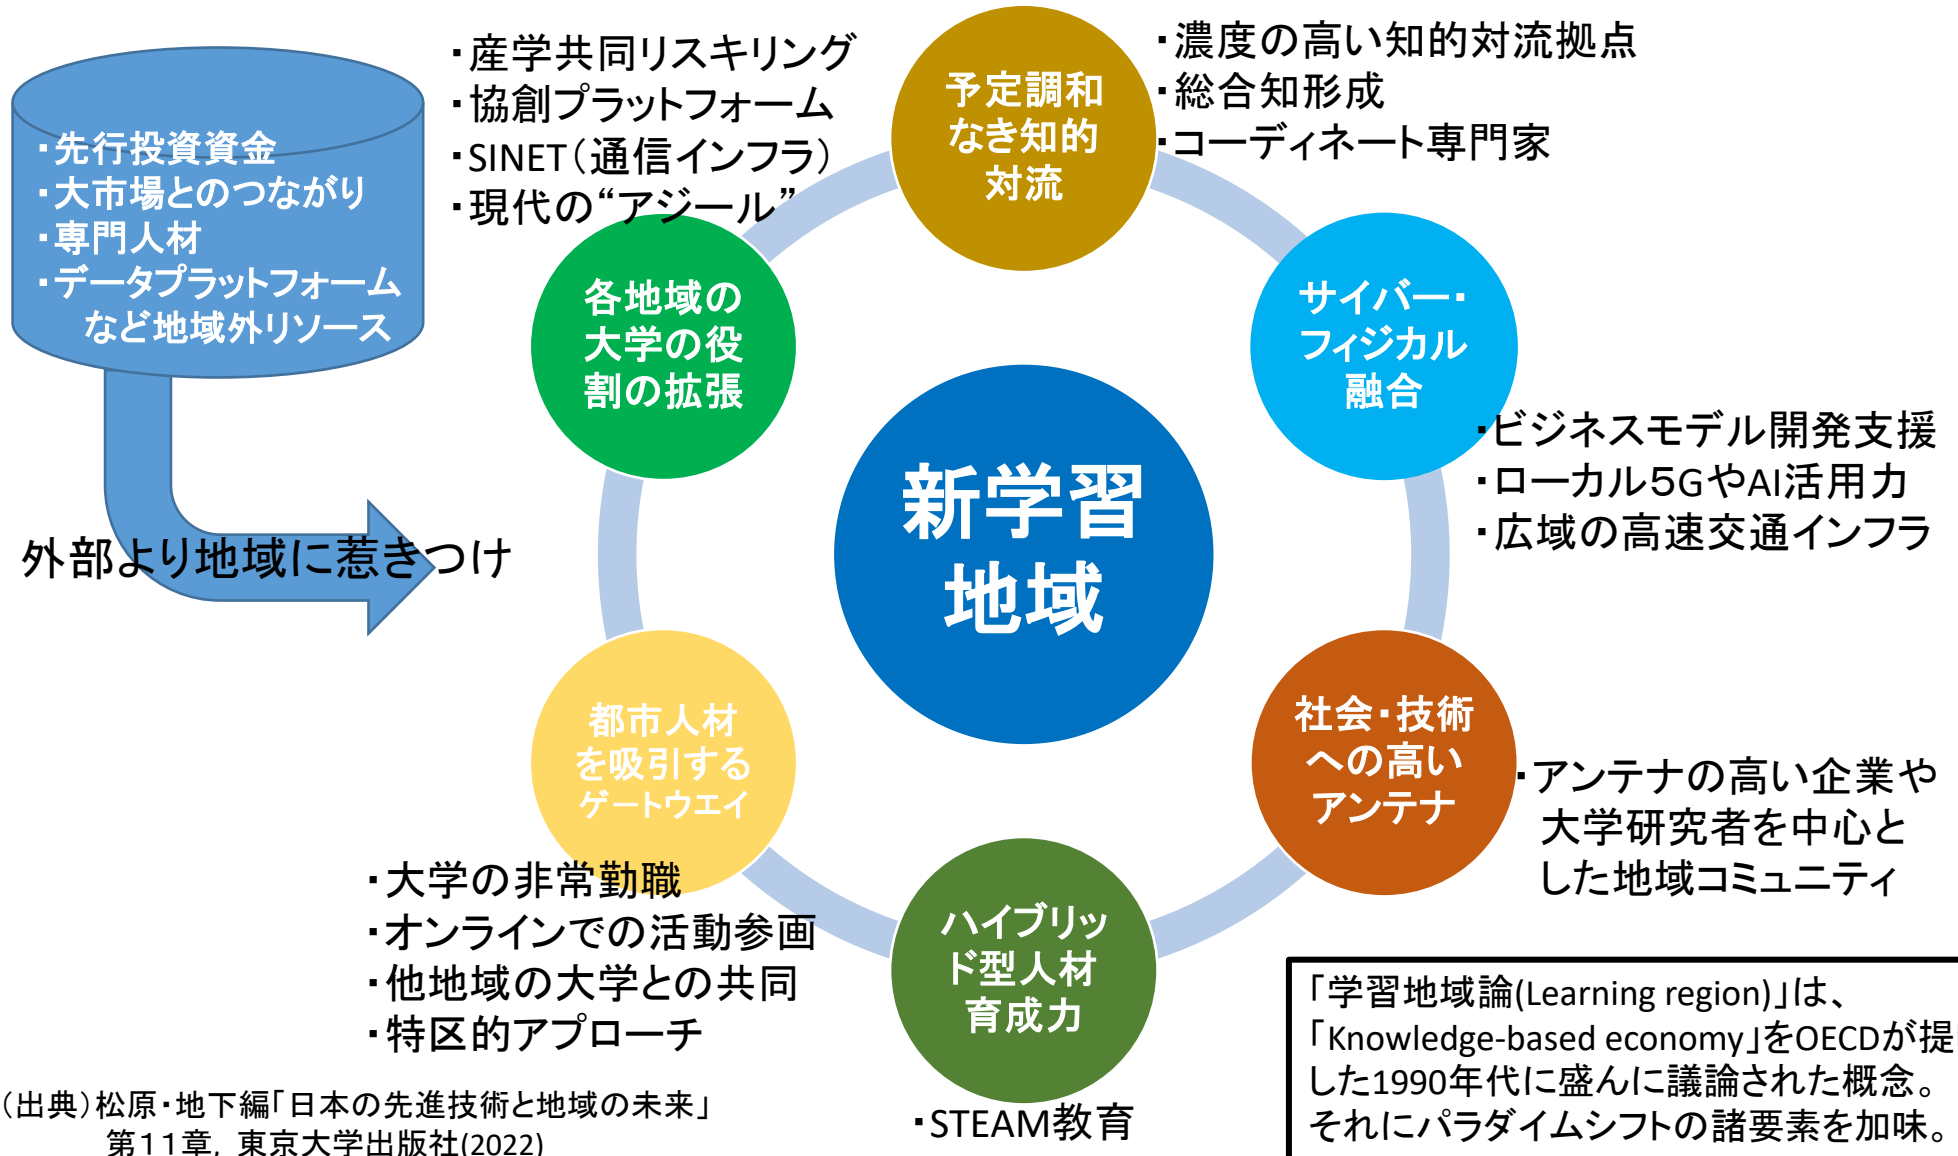 ・先行投資資金
・大市場とのつながり
・専門人材
・データプラットフォーム
など地域外リソース
外部より地域に惹きつけ
・産学共同リスキリング
・協創プラットフォーム
・SINET（通信インフラ）
・現代の“アジール”
各地域の
大学の役
割の拡張
予定調和
なき知的
対流
・濃度の高い知的対流拠点
・総合知形成
・コーディネート専門家
サイバー・
フィジカル
融合
・ビジネスモデル開発支援
・ローカル５GやAI活用力
・広域の高速交通インフラ
新学習
地域
社会・技術
への高い
アンテナ
・アンテナの高い企業や
大学研究者を中心と
した地域コミュニティ
都市人材
を吸引する
ゲートウエイ
・大学の非常勤職
・オンラインでの活動参画
・他地域の大学との共同
・特区的アプローチ
ハイブリッ
ド型人材
育成力
・STEAM教育
「学習地域論(Learning region)」は、
「Knowledge-based economy」をOECDが提
した1990年代に盛んに議論された概念。
それにパラダイムシフトの諸要素を加味。
（出典）松原・地下編「日本の先進技術と地域の未来」
第１１章, 東京大学出版社(2022)